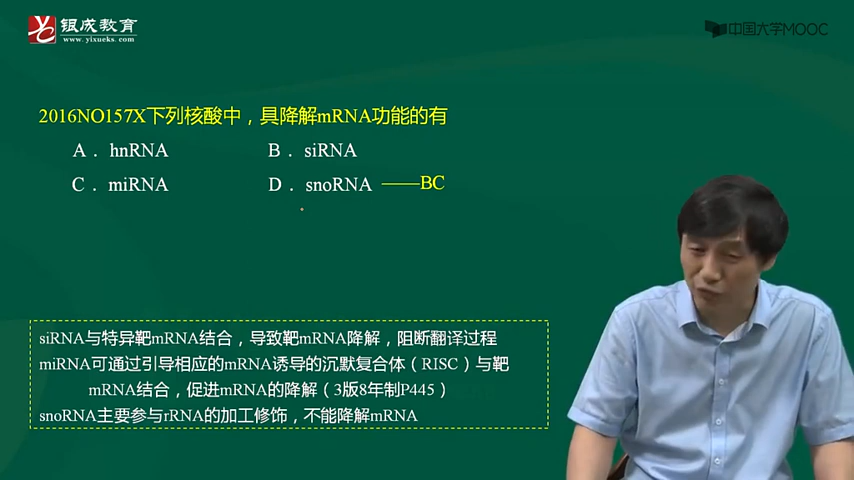 银成教育
www.yixueks.com
中国大学MOOC
2016NO157X下列核酸中，具降解mRNA功能的有
A． hnRNA B． siRNA
C． miRNA D． snoRNA ——BC
siRNA与特异靶mRNA结合，导致靶mRNA降解，阻断翻译过程
miRNA可通过引导相应的mRNA诱导的沉默复合体（RISC）与靶
mRNA结合，促进mRNA的降解（3版8年制P445）
snoRNA主要参与rRNA的加工修饰，不能降解mRNA